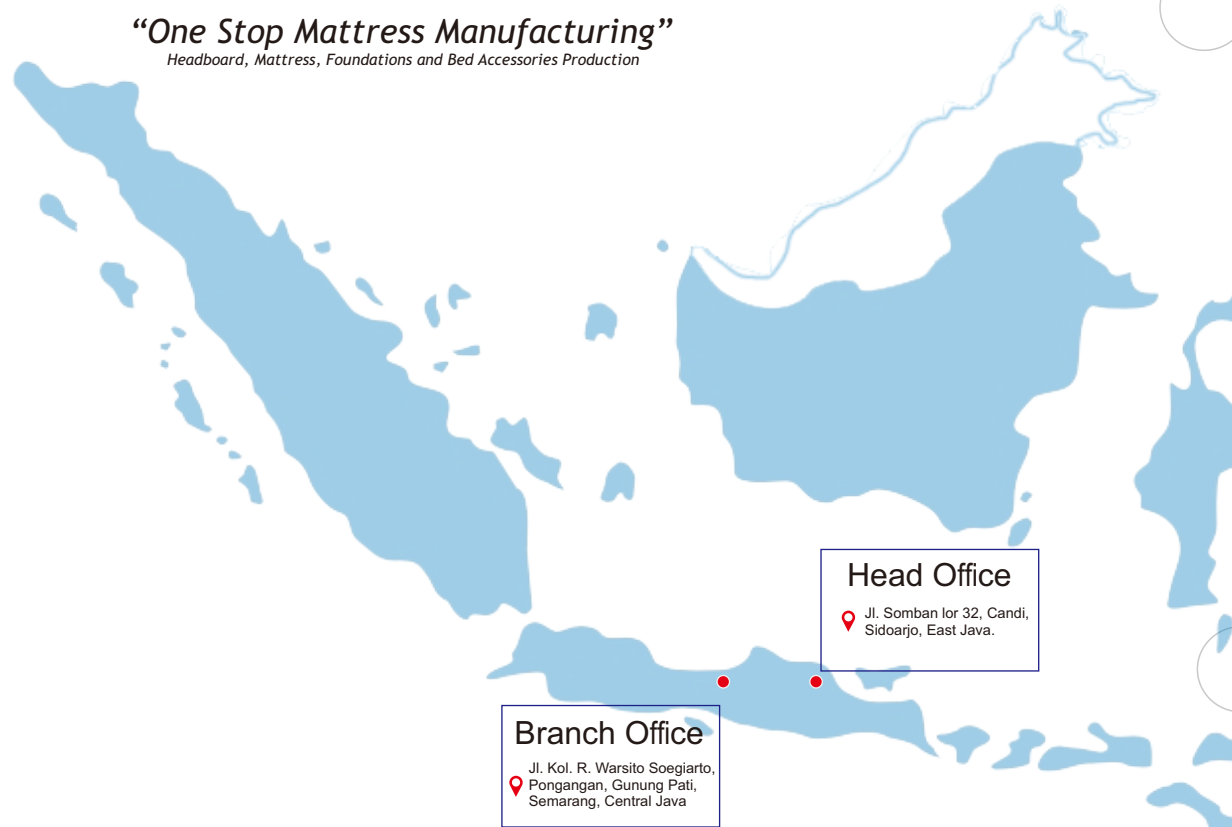 “One Stop Mattress Manufacturing”
Headboard, Mattress, Foundations and Bed Accessories Production
Head Office
Jl. Somban lor 32, Candi,
Sidoarjo, East Java.
Branch Office
Jl. Kol. R. Warsito Soegiarto,
Pongangan, Gunung Pati,
Semarang, Central Java